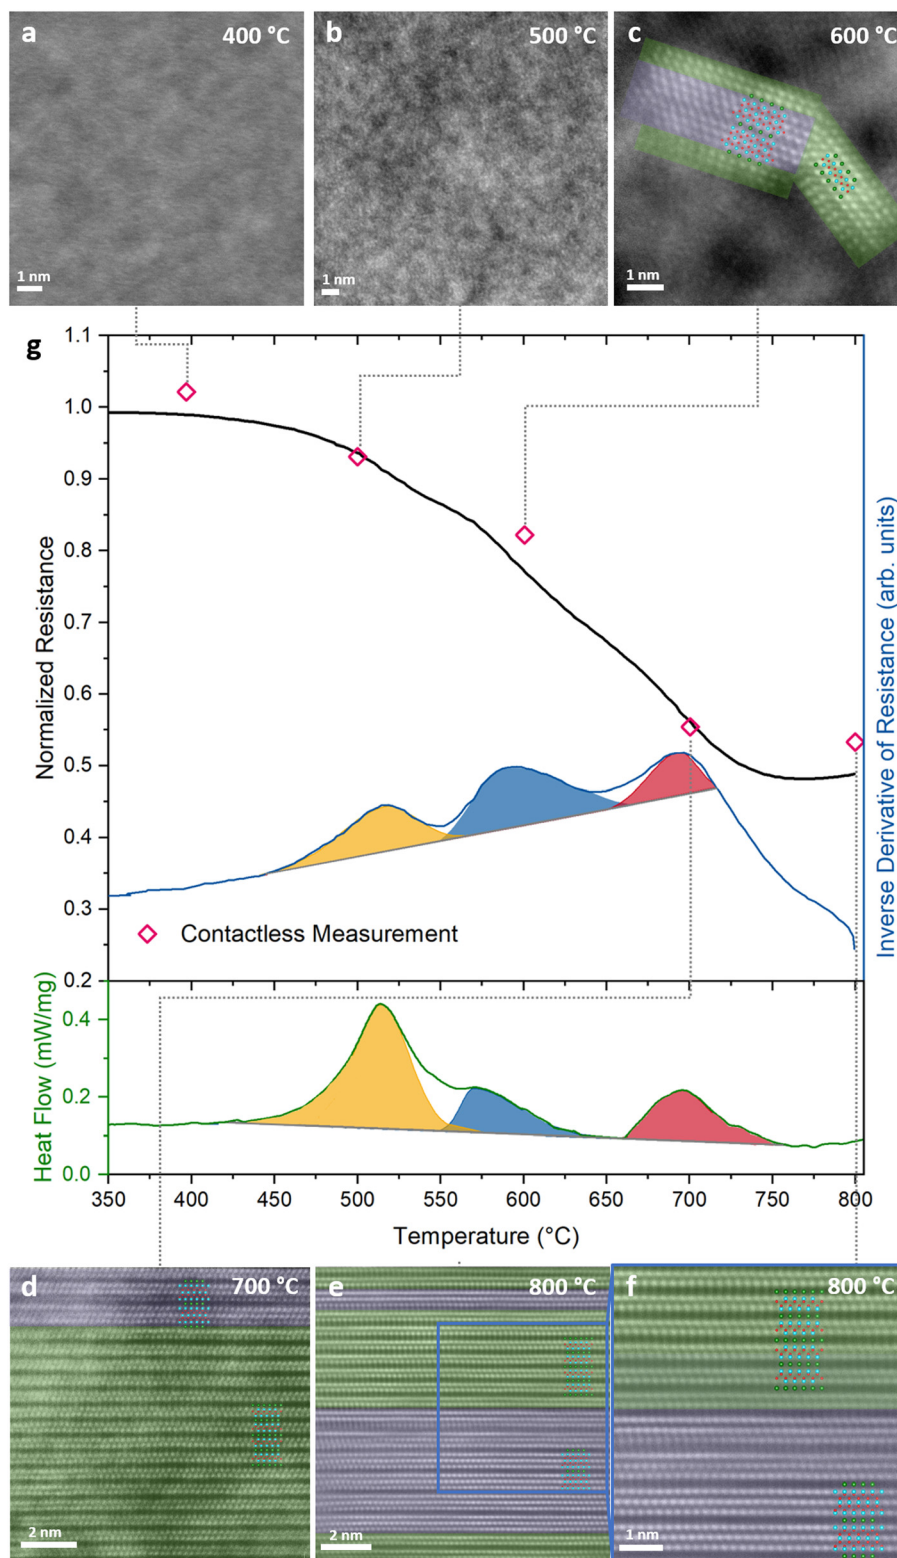 a
400 °C
1 nm
b
500 °C
1 nm
c
600 °C
1 nm
g
1.1
1.0
0.9
0.8
0.7
0.6
0.5
0.4
0.3
0.2
Normalized Resistance
Inverse Derivative of Resistance (arb. units)
Contactless Measurement
0.4
0.2
0.0
Heat Flow (mW/mg)
350 400 450 500 550 600 650 700 750 800
Temperature (°C)
d
700 °C
2 nm
e
800 °C
2 nm
f
800 °C
1 nm